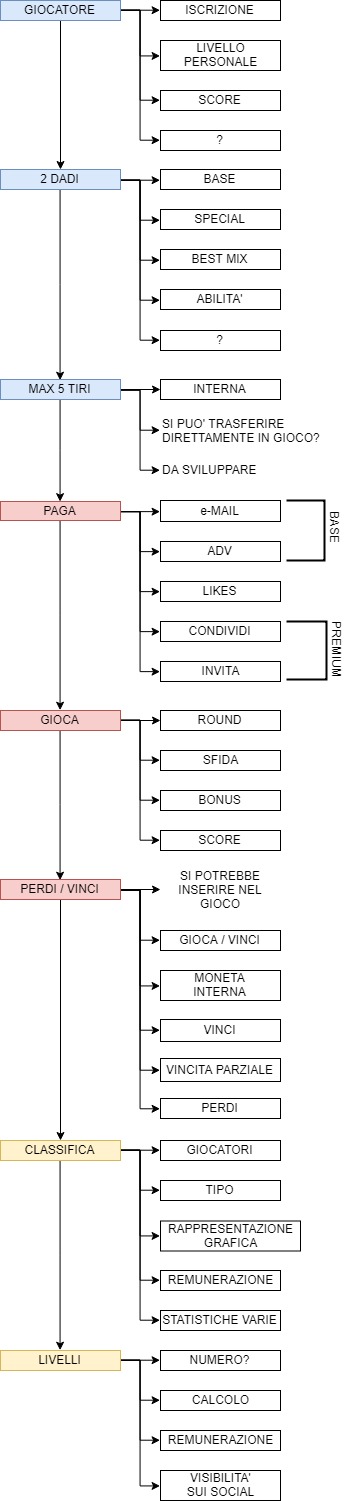 GIOCATORE
ISCRIZIONE
LIVELLO
PERSONALE
SCORE
?
2 DADI
BASE
SPECIAL
BEST MIX
ABILITA'
?
MAX 5 TIRI
INTERNA
SI PUO' TRASFERIRE
DIRETTAMENTE IN GIOCO?
DA SVILUPPARE
PAGA
e-MAIL
ADV
BASE
LIKES
CONDIVIDI
INVITA
PREMIUM
GIOCA
ROUND
SFIDA
BONUS
SCORE
PERDI / VINCI
SI POTREBBE
INSERIRE NEL
GIOCO
GIOCA / VINCI
MONETA
INTERNA
VINCI
VINCITA PARZIALE
PERDI
CLASSIFICA
GIOCATORI
TIPO
RAPPRESENTAZIONE
GRAFICA
REMUNERAZIONE
STATISTICHE VARIE
LIVELLI
NUMERO?
CALCOLO
REMUNERAZIONE
VISIBILITA'
SUI SOCIAL